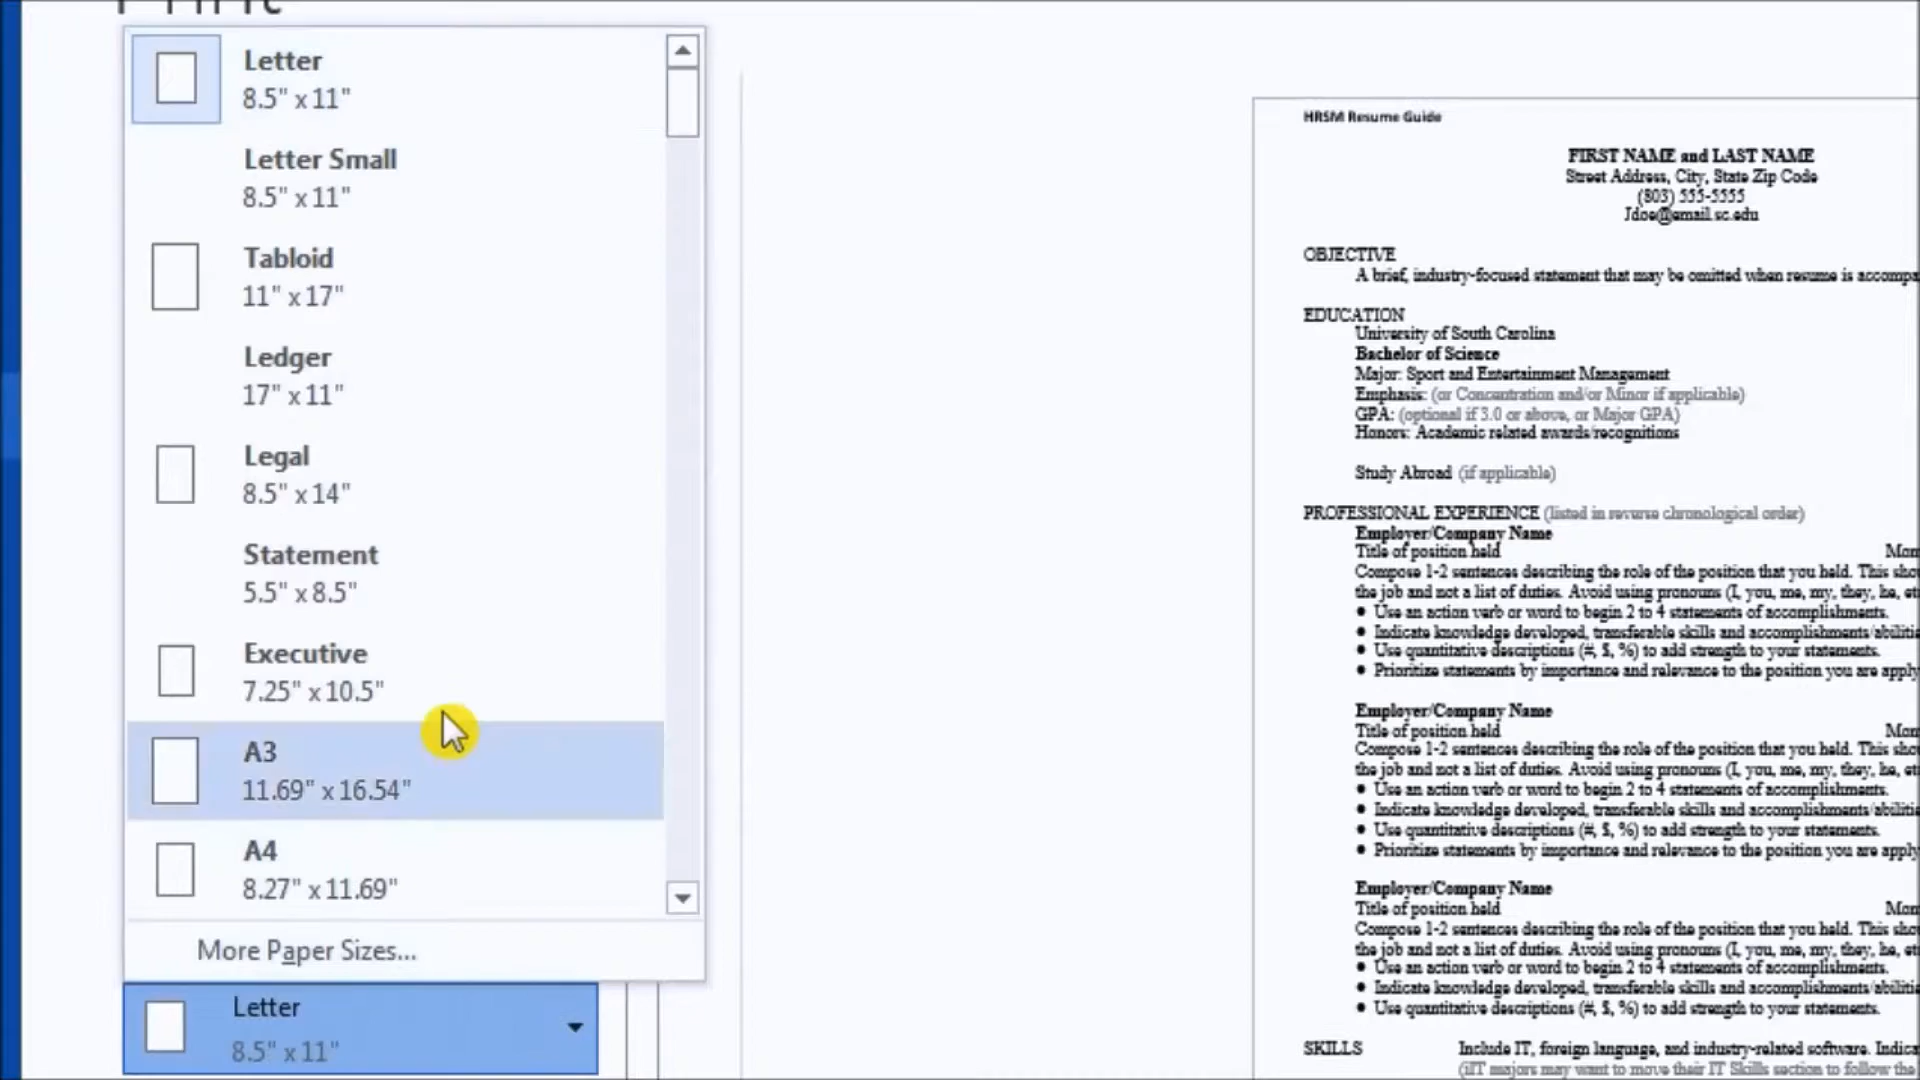 Letter
8.5" x 11"
Letter Small
8.5" x 11"
Tabloid
11" x 17"
Ledger
17" x 11"
Legal
8.5" x 14"
Statement
5.5" x 8.5"
Executive
7.25" x 10.5"
A3
11.69" x 16.54"
A4
8.27" x 11.69"
More Paper Sizes...
Letter
8.5" x 11"
HRSM Resume Guide
FIRST NAME and LAST NAME
Street Address, City, State Zip Code
(803) 555-5555
Jdoe@email.sc.edu
OBJECTIVE
A brief, industry-focused statement that may be omitted when resume is
EDUCATION
University of South Carolina
Bachelor of Science
Major: Sport and Entertainment Management
Emphasis: (or Concentration and/or Minor if applicable)
GPA: (optional if 3.0 or above, or Major GPA)
Honors: Academic related awards/recognitions
Study Abroad (if applicable)
PROFESSIONAL EXPERIENCE (listed in reverse chronological order)
Employer/Company Name
Title of position held
Compose 1-2 sentences describing the role of the position that you held. This
the job and not a list of duties. Avoid using pronouns (I, you, me, my, they, he,
• Use an action verb or word to begin 2 to 4 statements of accomplishments.
• Indicate knowledge developed, transferable skills and
• Use quantitative descriptions (#, $, %) to add strength to your statements.
• Prioritize statements by importance and relevance to the position you are
Employer/Company Name
Title of position held
Compose 1-2 sentences describing the role of the position that you held. This
the job and not a list of duties. Avoid using pronouns (I, you, me, my, they, he,
• Use an action verb or word to begin 2 to 4 statements of accomplishments.
• Indicate knowledge developed, transferable skills and
• Use quantitative descriptions (#, $, %) to add strength to your statements.
• Prioritize statements by importance and relevance to the position you are
Employer/Company Name
Title of position held
Compose 1-2 sentences describing the role of the position that you held. This
the job and not a list of duties. Avoid using pronouns (I, you, me, my, they, he,
• Use an action verb or word to begin 2 to 4 statements of accomplishments.
• Indicate knowledge developed, transferable skills and
• Use quantitative descriptions (#, $, %) to add strength to your statements.
SKILLS Include IT, foreign language, and industry-related software.
(iIT majors may want to move their IT Skills section to follow the